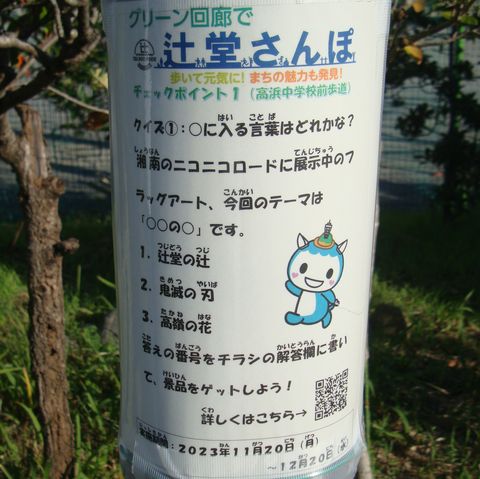 グリーン回廊で
辻堂さんぽ
歩いて元気に！まちの魅力も発見！
チェックポイント1（高浜中学校前歩道）
クイズ①：○に入る言葉はどれかな？
湘南のニコニコロードに展示中のフ
ラッグアート、今回のテーマは
「○○の○」です。
1．辻堂の辻
2．鬼滅の刃
3．高嶺の花
答えの番号をチラシの解答欄に書い
て、景品をゲットしよう！
詳しくはこちら→
実施期間：2023年11月20日（月）
～12月20日（水）